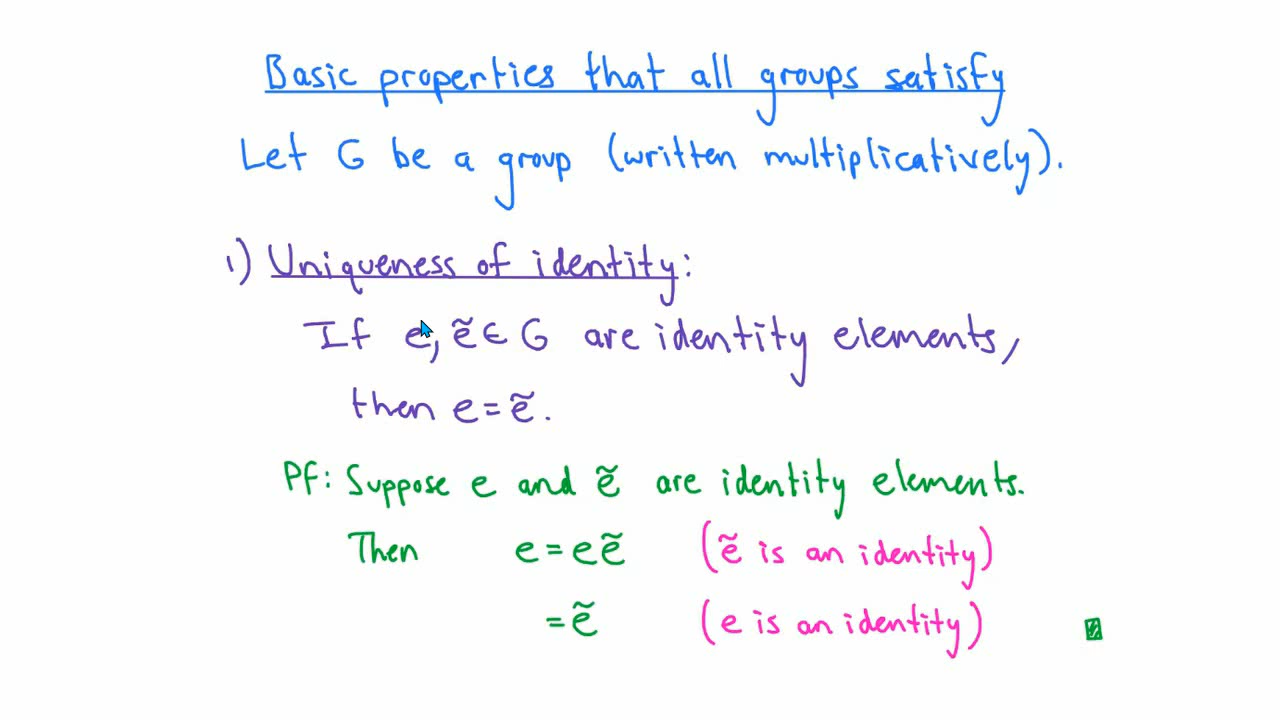 Basic properties that all groups satisfy
Let G be a group (written multiplicatively).
1) Uniqueness of identity:
If e, ẽ ∈ G are identity elements,
then e = ẽ.
Pf: Suppose e and ẽ are identity elements.
Then e = eẽ (ẽ is an identity)
= ẽ (e is an identity)